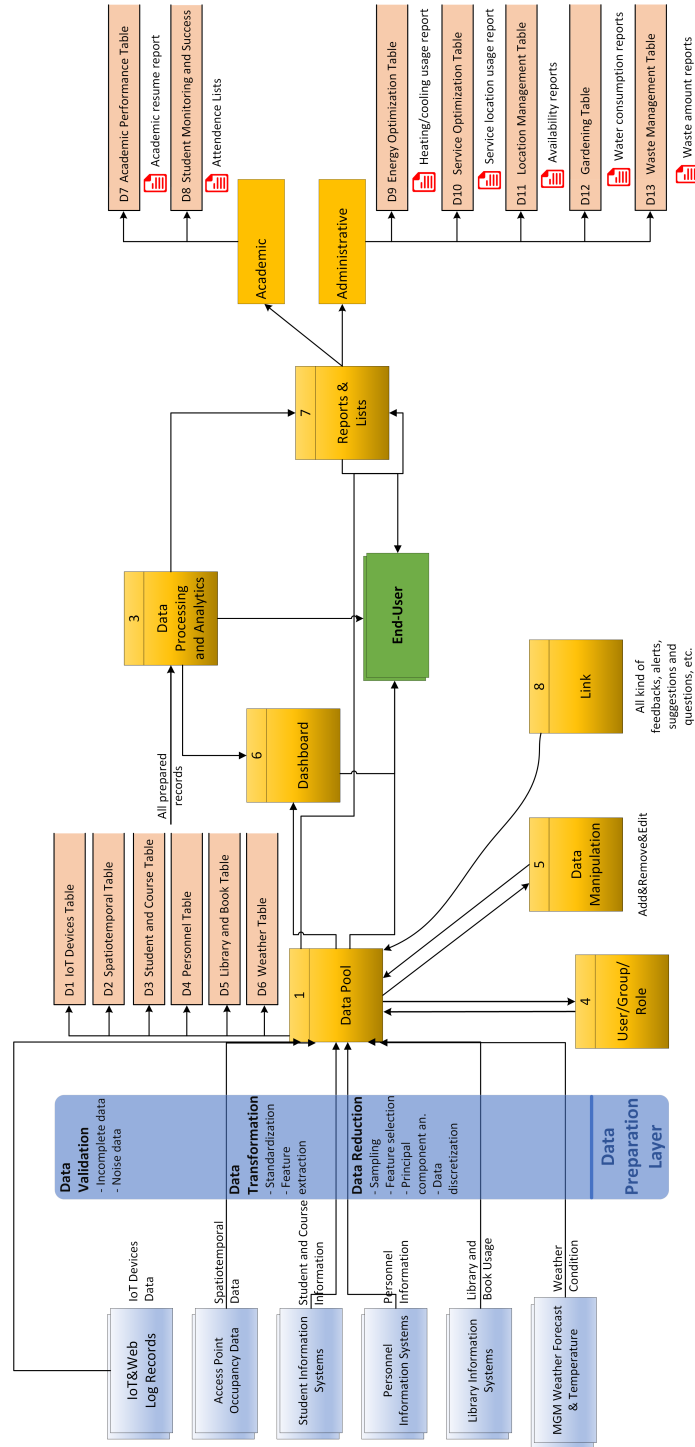 IoT&Web
Log Records
Access Point
Occupancy Data
Student Information
Systems
Personnel
Information Systems
Library Information
Systems
MGM Weather Forecast
& Temperature
IoT Devices
Data
Spatiotemporal
Data
Student and Course
Information
Personnel
Information
Library and
Book Usage
Weather
Condition
Data
Validation
- Incomplete data
- Noise data
Data
Transformation
- Standardization
- Feature
extraction
Data Reduction
- Sampling
- Feature selection
- Principal
component an.
- Data
discretization
Data
Preparation
Layer
D1 IoT Devices Table
D2 Spatiotemporal Table
D3 Student and Course Table
D4 Personnel Table
D5 Library and Book Table
D6 Weather Table
1
Data Pool
4
User/Group/
Role
5
Data
Manipulation
Add&Remove&Edit
8
Link
All kind of
feedbacks, alerts,
suggestions and
questions, etc.
All prepared
records
6
Dashboard
3
Data
Processing
and Analytics
End-User
7
Reports &
Lists
Academic
Administrative
D7 Academic Performance Table
Academic resume report
D8 Student Monitoring and Success
Attendence Lists
D9 Energy Optimization Table
Heating/cooling usage report
D10 Service Optimization Table
Service location usage report
D11 Location Management Table
Availability reports
D12 Gardening Table
Water consumption reports
D13 Waste Management Table
Waste amount reports